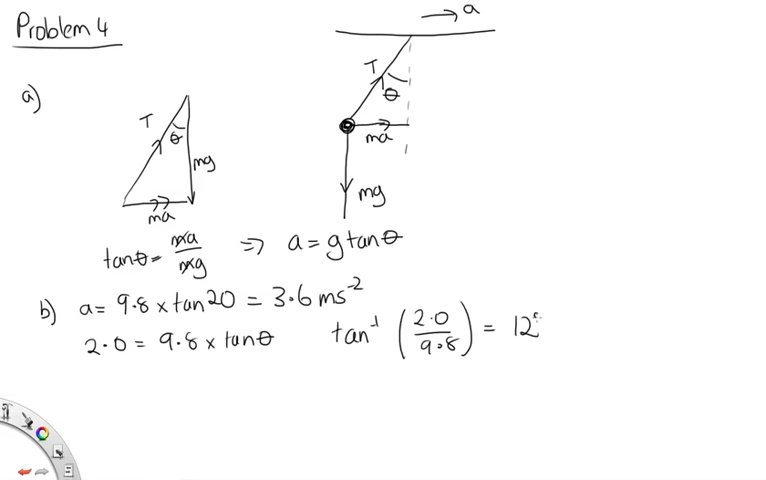 Problem 4
→ a
a)
T
θ
mg
ma
T
θ
ma
mg
tanθ = ma/mg ⇒ a = g tanθ
b) a = 9.8 × tan20 = 3.6 ms⁻²
2.0 = 9.8 × tanθ tan⁻¹ (2.0/9.8) = 12°